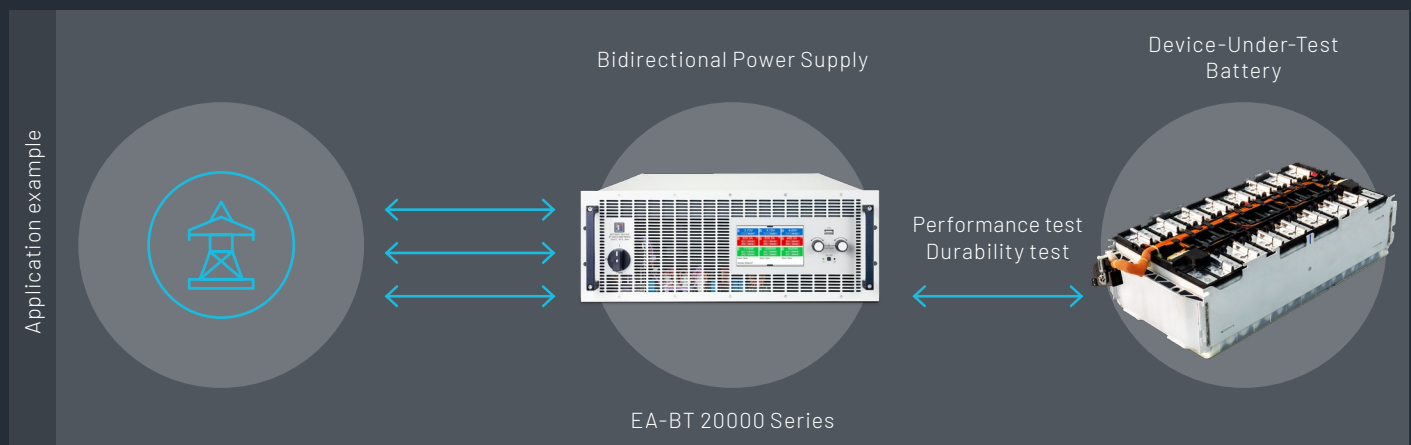 Application example
Bidirectional Power Supply
Device-Under-Test
Battery
Performance test
Durability test
EA-BT 20000 Series